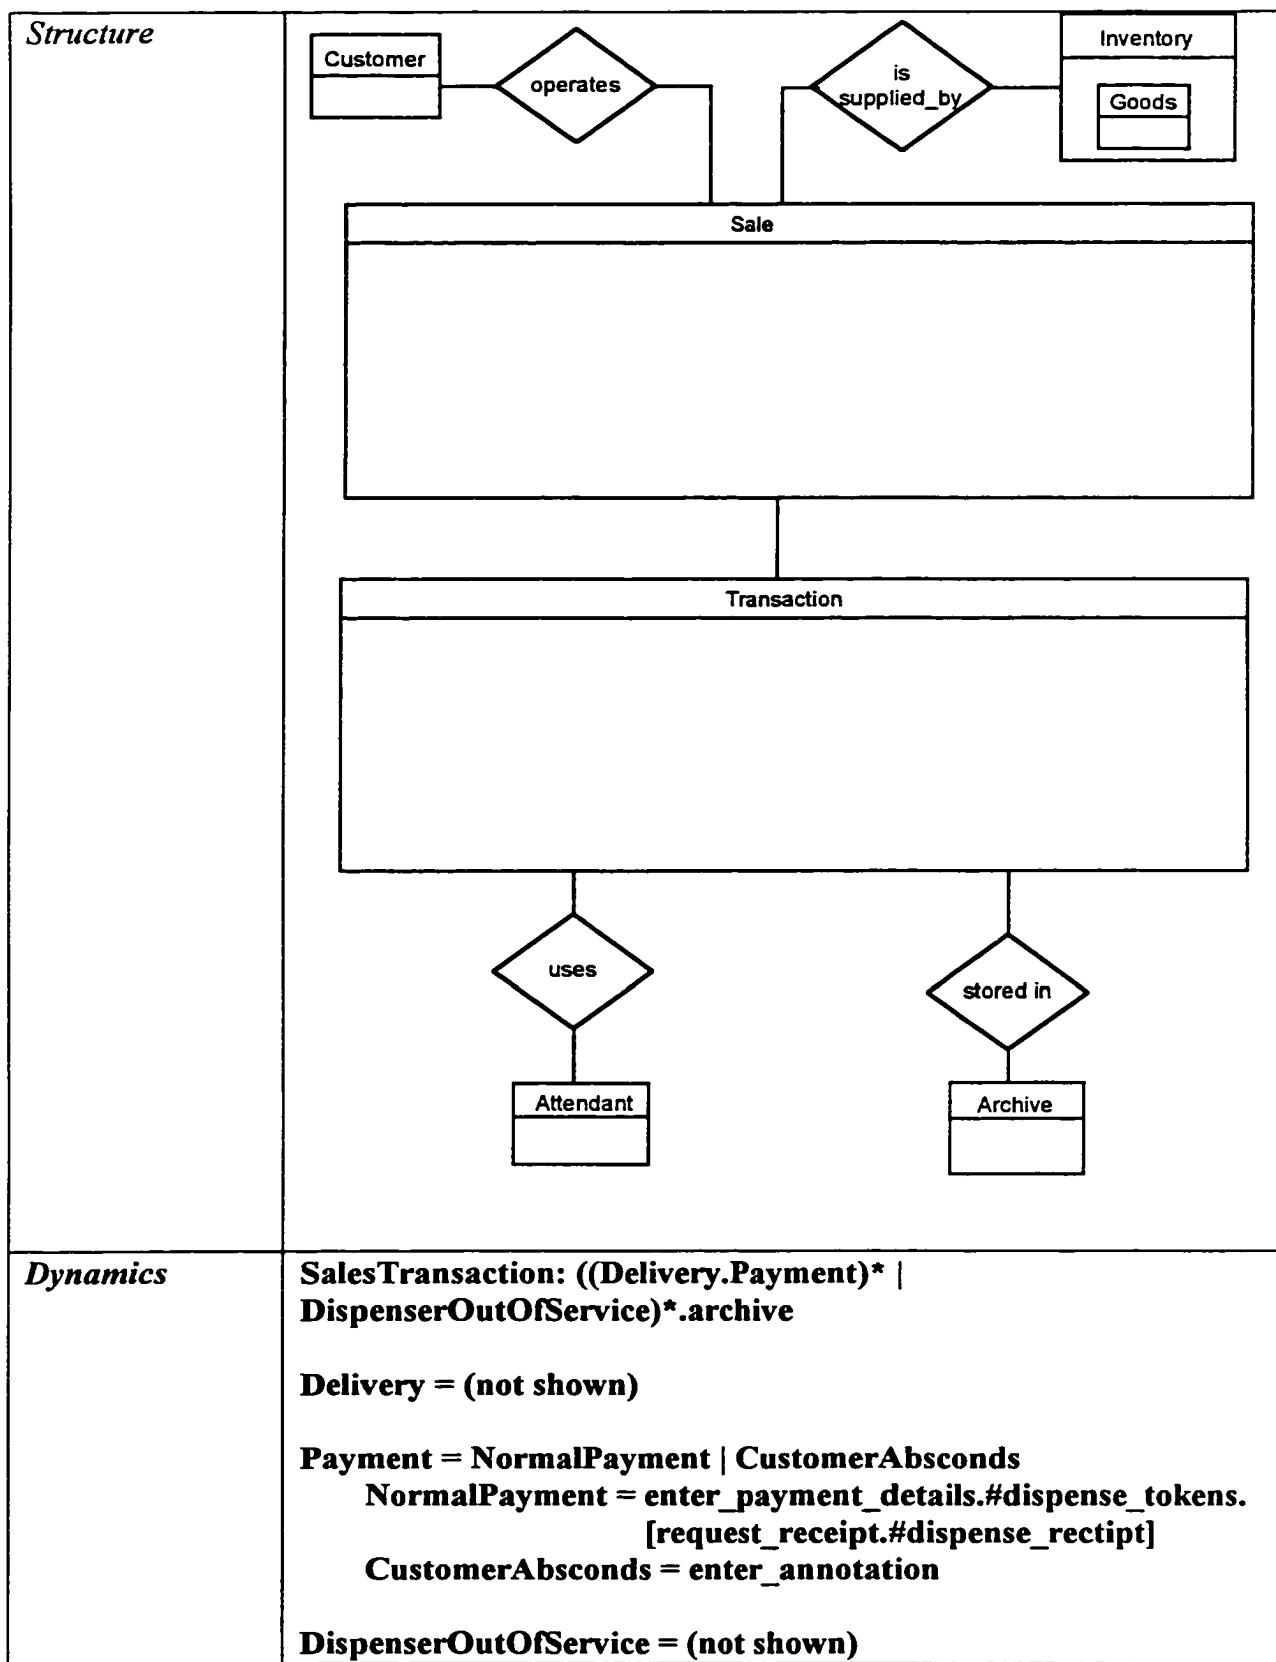 Structure
Customer
operates
is
supplied_by
Inventory
Goods
Sale
Transaction
uses
stored in
Attendant
Archive
Dynamics
SalesTransaction: ((Delivery.Payment)* |
DispenserOutOfService)*.archive
Delivery = (not shown)
Payment = NormalPayment | CustomerAbsconds
NormalPayment = enter_payment_details.#dispense_tokens.
[request_receipt.#dispense_rectipt]
CustomerAbsconds = enter_annotation
DispenserOutOfService = (not shown)